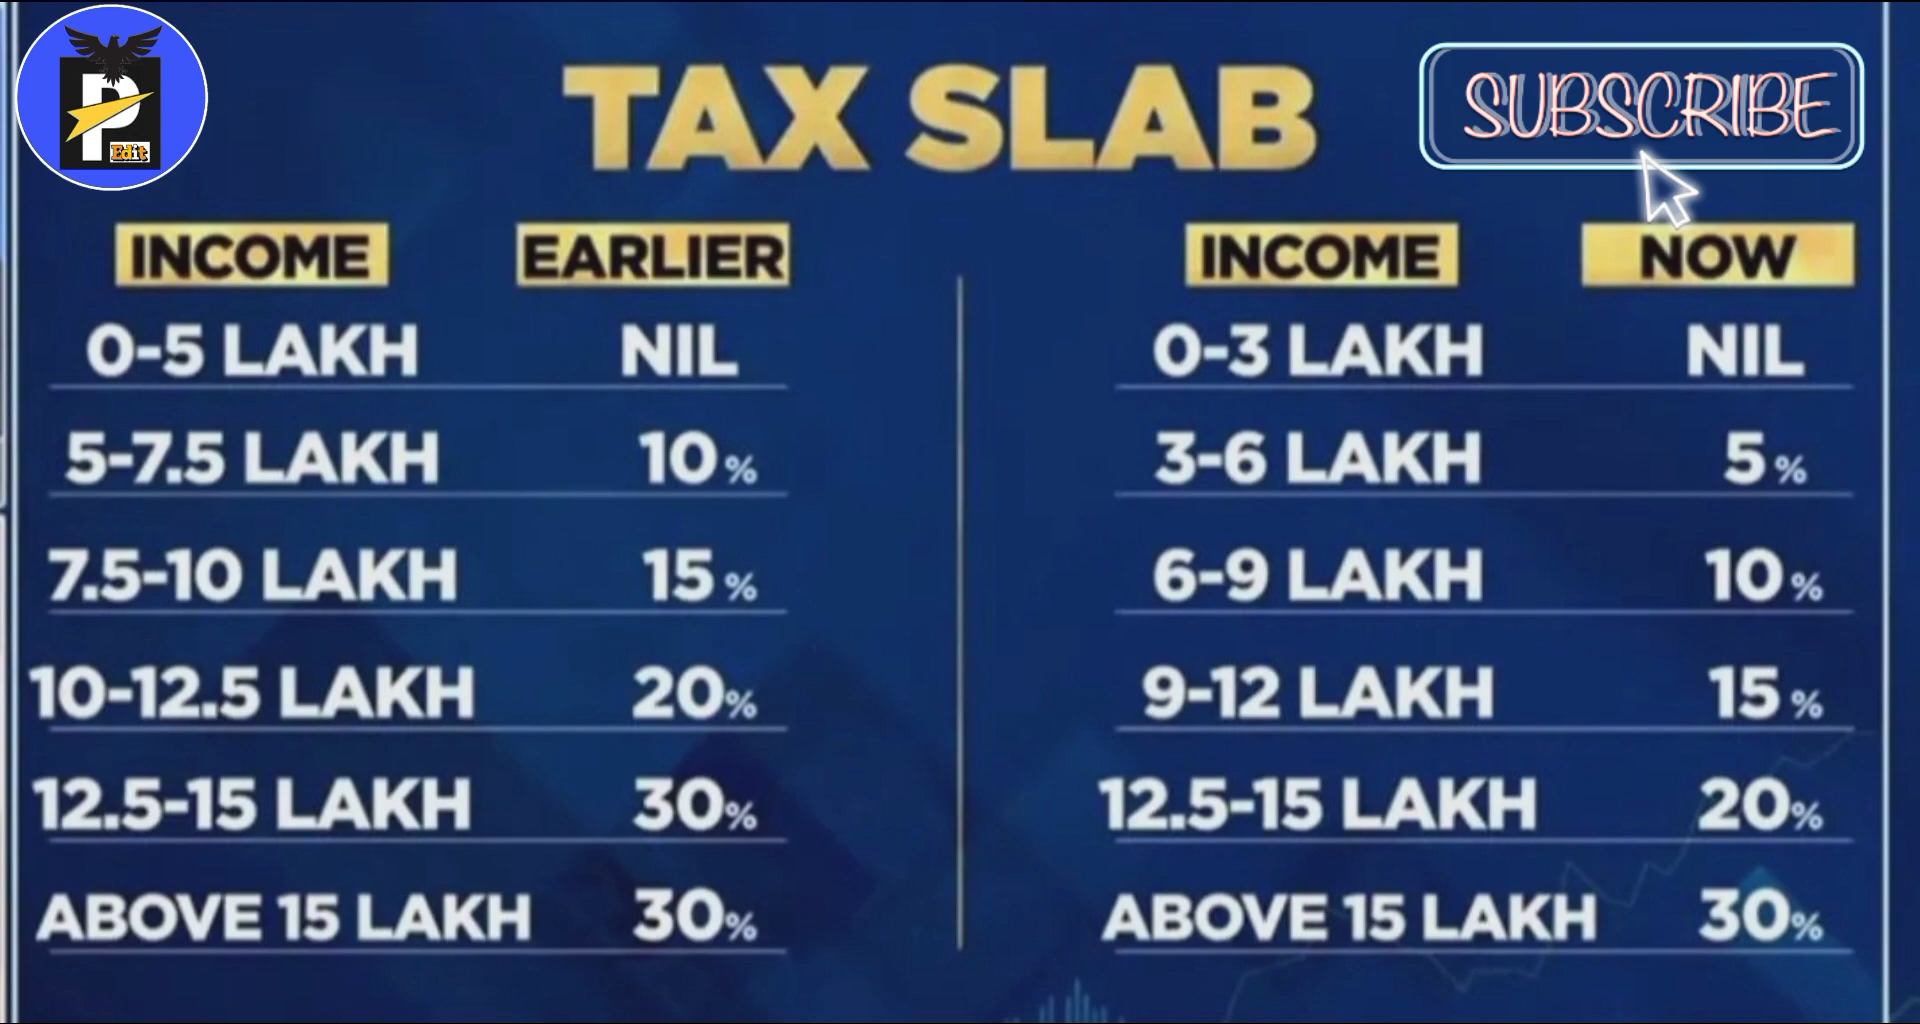 P
Edit
TAX SLAB
SUBSCRIBE
INCOME EARLIER
0-5 LAKH NIL
5-7.5 LAKH 10%
7.5-10 LAKH 15%
10-12.5 LAKH 20%
12.5-15 LAKH 30%
ABOVE 15 LAKH 30%
INCOME NOW
0-3 LAKH NIL
3-6 LAKH 5%
6-9 LAKH 10%
9-12 LAKH 15%
12.5-15 LAKH 20%
ABOVE 15 LAKH 30%